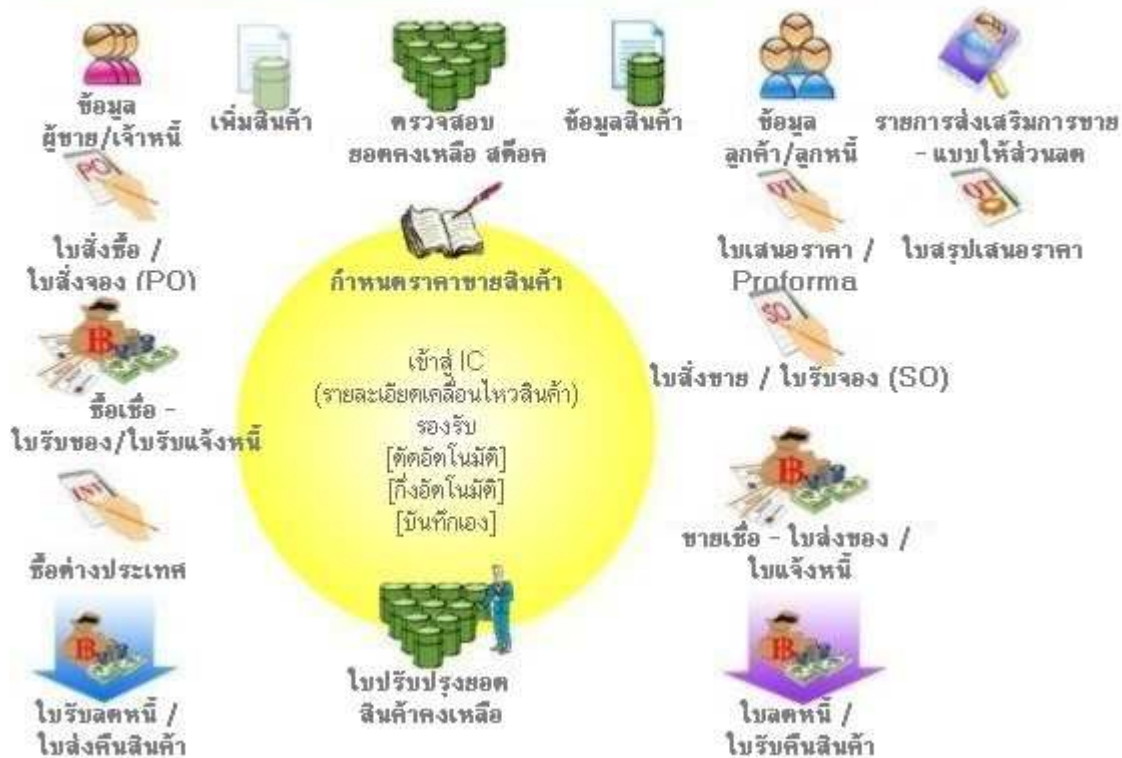 ข้อมูล
ผู้ขาย/เจ้าหนี้
เพิ่มสินค้า
ตรวจสอบ
ยอดคงเหลือ สต๊อค
ข้อมูลสินค้า
ข้อมูล
ลูกค้า/ลูกหนี้
รายการส่งเสริมการขาย
- แบบให้ส่วนลด
PO
ใบสั่งซื้อ /
ใบสั่งจอง (PO)
กำหนดราคาขายสินค้า
QT
ใบเสนอราคา /
Proforma
QT
ใบสรุปเสนอราคา
฿
ซื้อเชื่อ -
ใบรับของ/ใบรับแจ้งหนี้
เข้าสู่ IC
(รายละเอียดเคลื่อนไหวสินค้า)
รองรับ
[ตัดอัตโนมัติ]
[กึ่งอัตโนมัติ]
[บันทึกเอง]
SO
ใบสั่งขาย / ใบรับจอง (SO)
INV
ซื้อต่างประเทศ
฿
ขายเชื่อ - ใบส่งของ /
ใบแจ้งหนี้
฿
ใบรับลดหนี้ /
ใบส่งคืนสินค้า
ใบปรับปรุงยอด
สินค้าคงเหลือ
฿
ใบลดหนี้ /
ใบรับคืนสินค้า